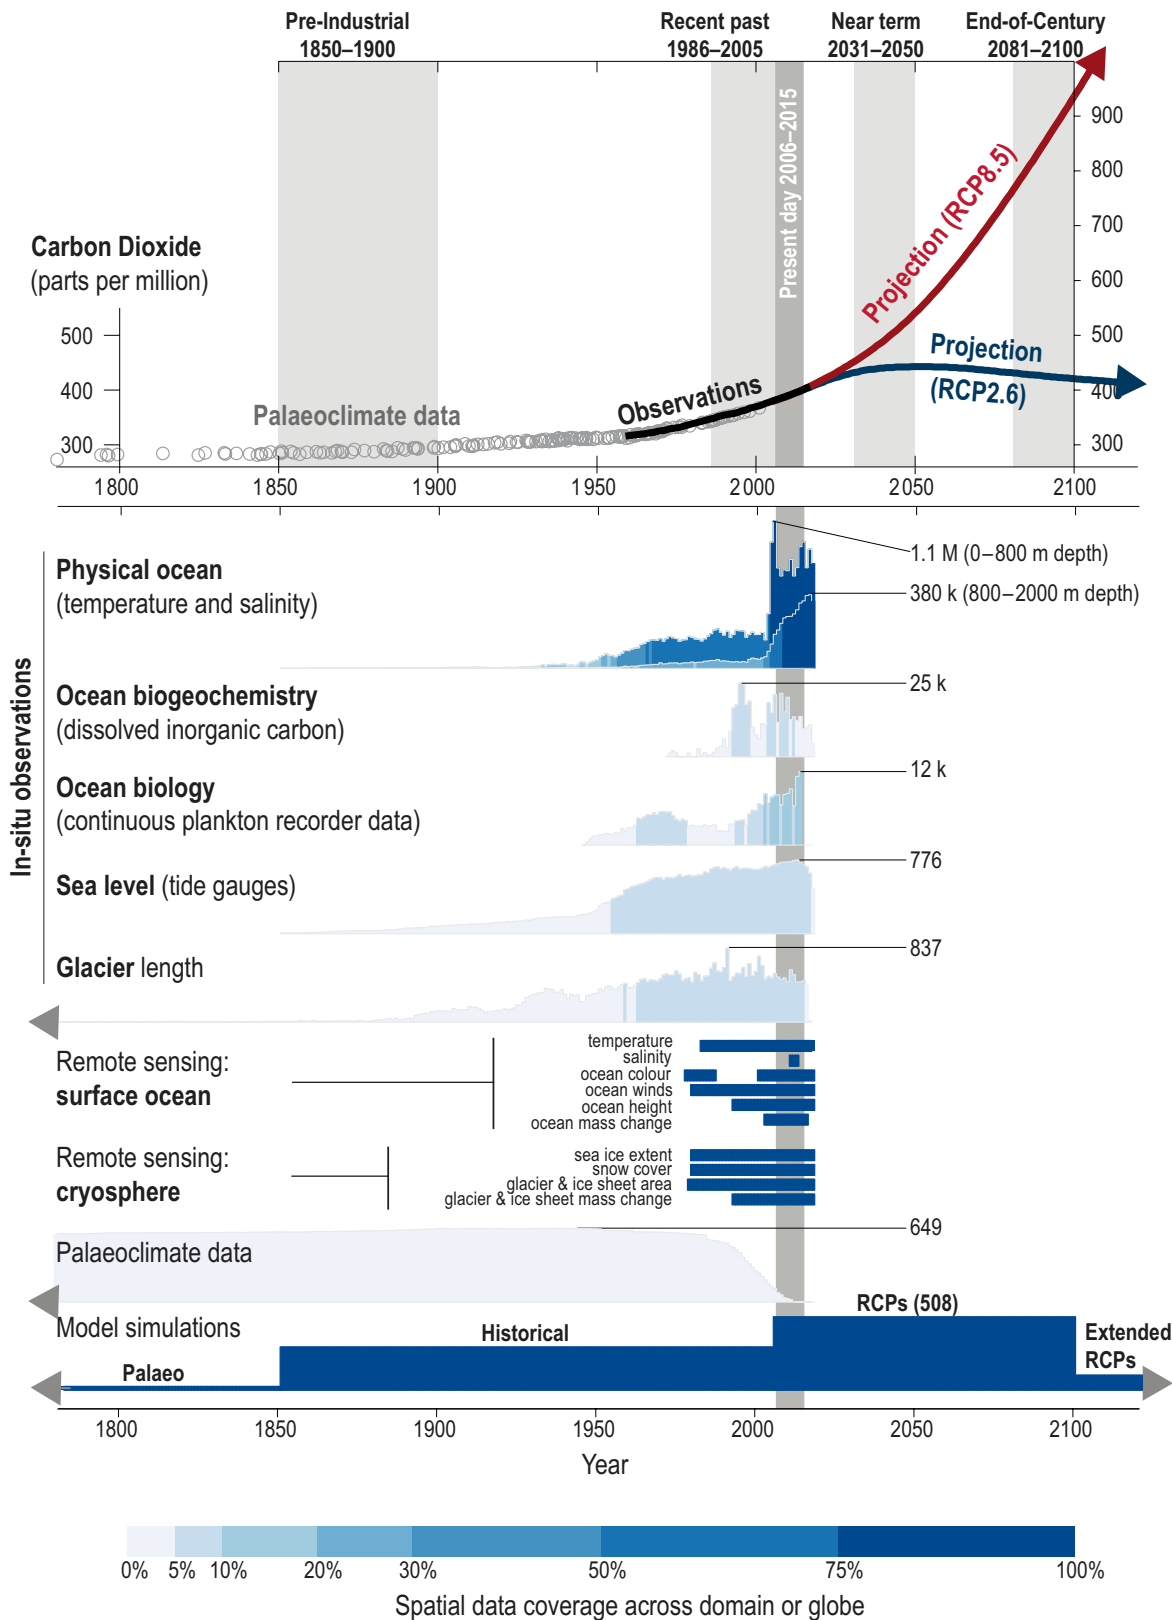 Pre-Industrial
1850–1900
Recent past
1986–2005
Near term
2031–2050
End-of-Century
2081–2100
Present day 2006–2015
900
800
700
600
500
400
300
Carbon Dioxide
(parts per million)
500
400
300
Palaeoclimate data
Observations
Projection (RCP8.5)
Projection
(RCP2.6)
1800
1850
1900
1950
2000
2050
2100
In-situ observations
Physical ocean
(temperature and salinity)
1.1 M (0–800 m depth)
380 k (800–2000 m depth)
Ocean biogeochemistry
(dissolved inorganic carbon)
25 k
Ocean biology
(continuous plankton recorder data)
12 k
Sea level (tide gauges)
776
Glacier length
837
Remote sensing:
surface ocean
temperature
salinity
ocean colour
ocean winds
ocean height
ocean mass change
Remote sensing:
cryosphere
sea ice extent
snow cover
glacier & ice sheet area
glacier & ice sheet mass change
Palaeoclimate data
649
Model simulations
Palaeo
Historical
RCPs (508)
Extended
RCPs
1800
1850
1900
1950
2000
2050
2100
Year
0%
5%
10%
20%
30%
50%
75%
100%
Spatial data coverage across domain or globe